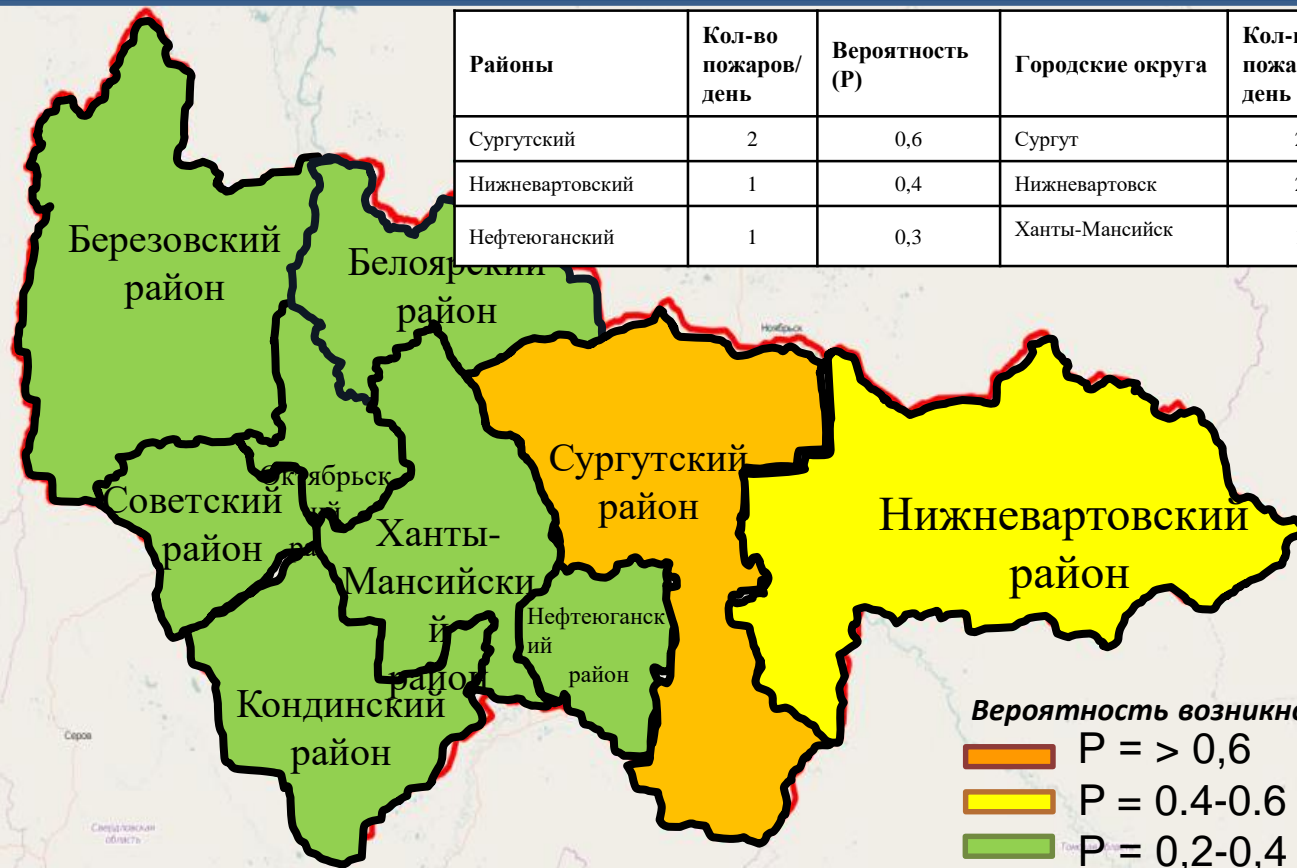 Районы
Кол-во
пожаров/
день
Вероятность
(P)
Городские округа
день
Сургутский 2 0,6 Сургут
Нижневартовский 1 0,4 Нижневартовск
Нефтеюганский 1 0,3 Ханты-Мансийск
Березовский
район
Белоярский
район
Ноябрьск
Сургутский
район
Нижневартовский
район
Советский
район
Ханты-
Мансийски
й
район
Нефтеюганск
ий
район
Кондинский
район
Серов
Свердловская
область
Вероятность
P = > 0,6
P = 0.4-0.6
P = 0,2-0,4